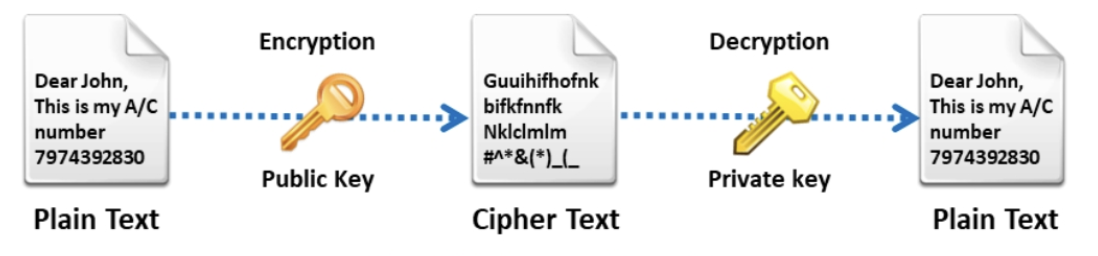 Encryption
Decryption
Dear John,
This is my A/C
number
7974392830
Guuihifhofnk
bifkfnnfk
Nklclmlm
#^*&(*)_(_
Dear John,
This is my A/C
number
7974392830
Public Key
Private key
Plain Text
Cipher Text
Plain Text